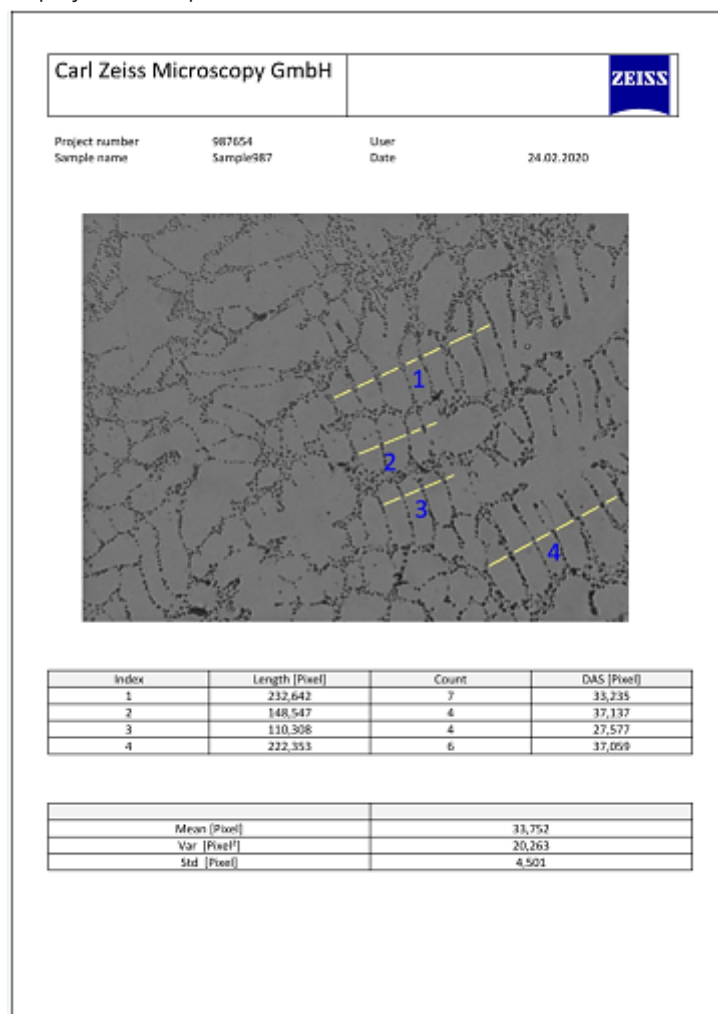 Carl Zeiss Microscopy GmbH
ZEISS
Project number 987654 User
Sample name Sample987 Date 24.02.2020
1
2
3
4
Index Length [Pixel] Count DAS [Pixel]
1 232,642 7 33,235
2 148,547 4 37,137
3 110,308 4 27,577
4 222,353 6 37,059
Mean [Pixel] 33,752
Var [Pixel²] 20,263
Std [Pixel] 4,501